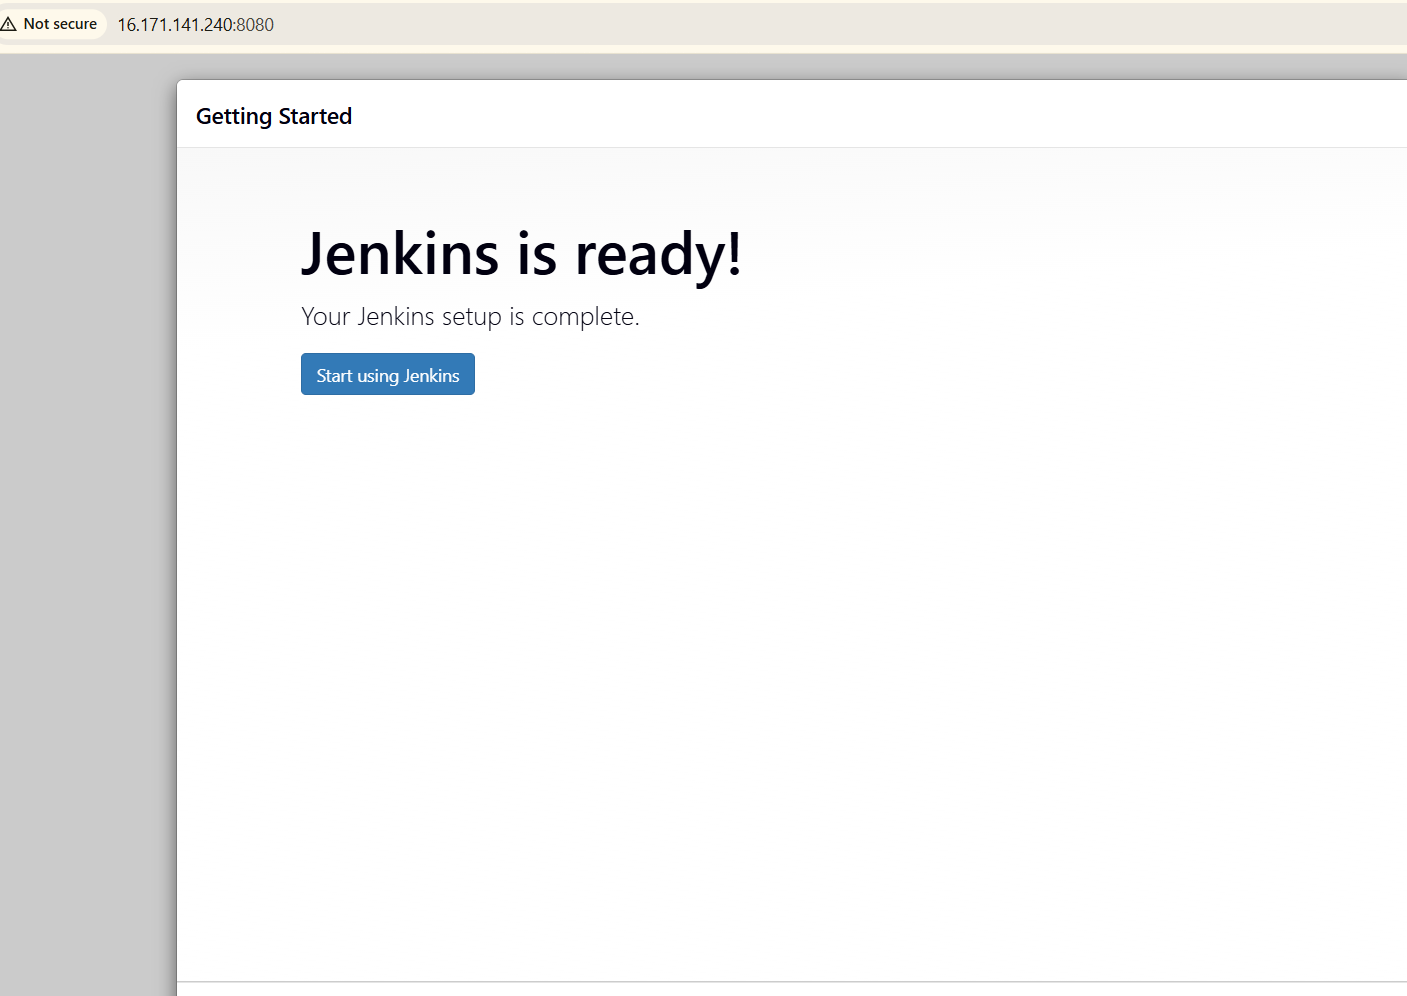 Not secure 16.171.141.240:8080
Getting Started
Jenkins is ready!
Your Jenkins setup is complete.
Start using Jenkins